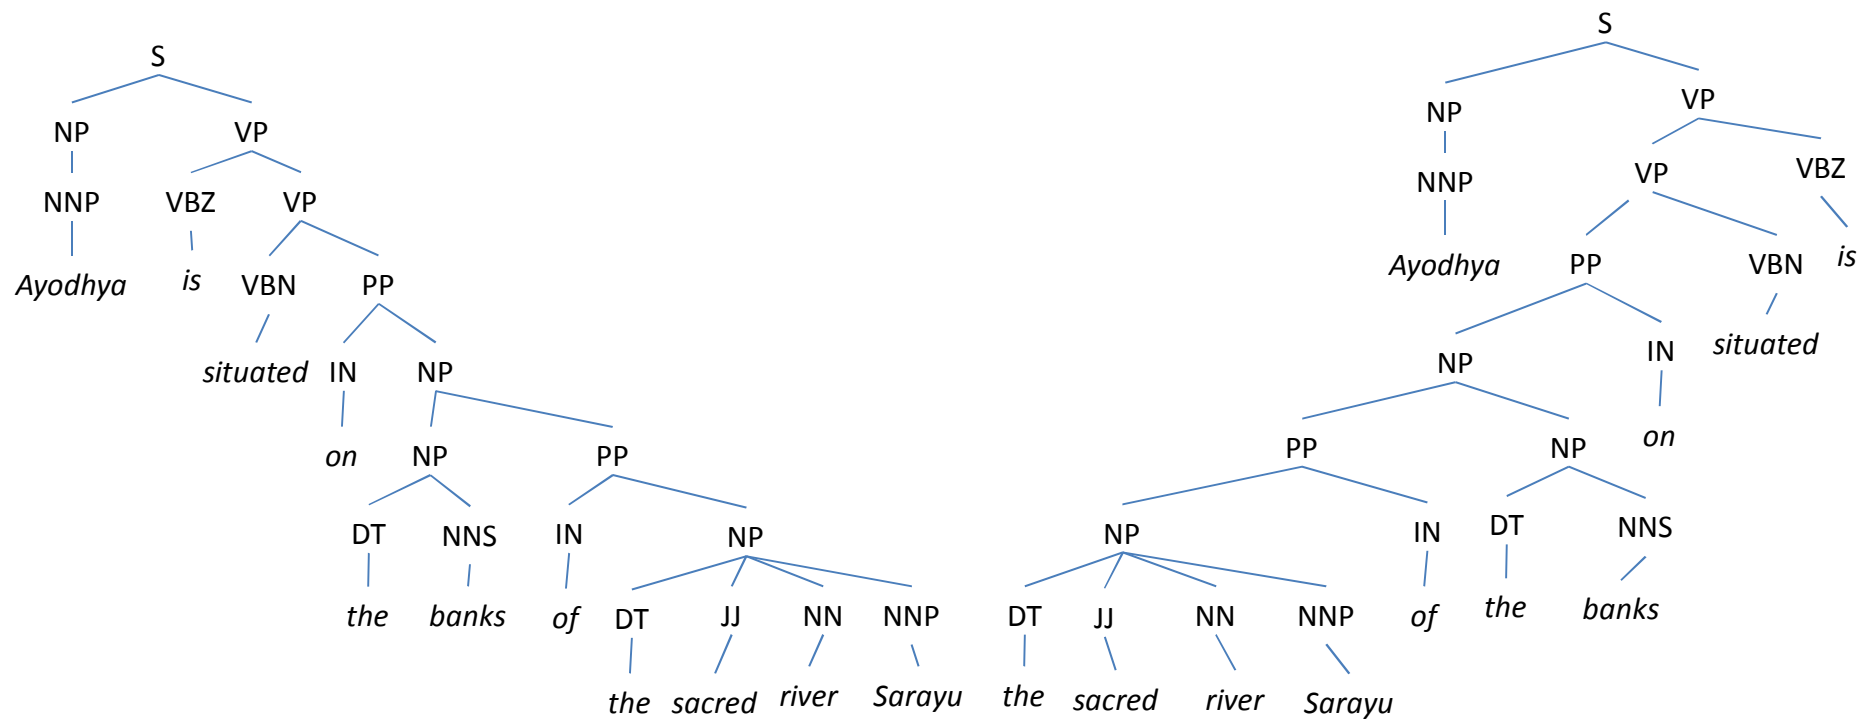 S
NP VP
NNP VBZ VP
Ayodhya is VBN PP
situated IN NP
on NP PP
DT NNS IN NP
the banks of DT JJ NN NNP
the sacred river Sarayu
S
NP VP
NNP VP VBZ
Ayodhya PP VBN is
NP IN situated
PP NP on
NP IN DT NNS
DT JJ NN NNP of the banks
the sacred river Sarayu